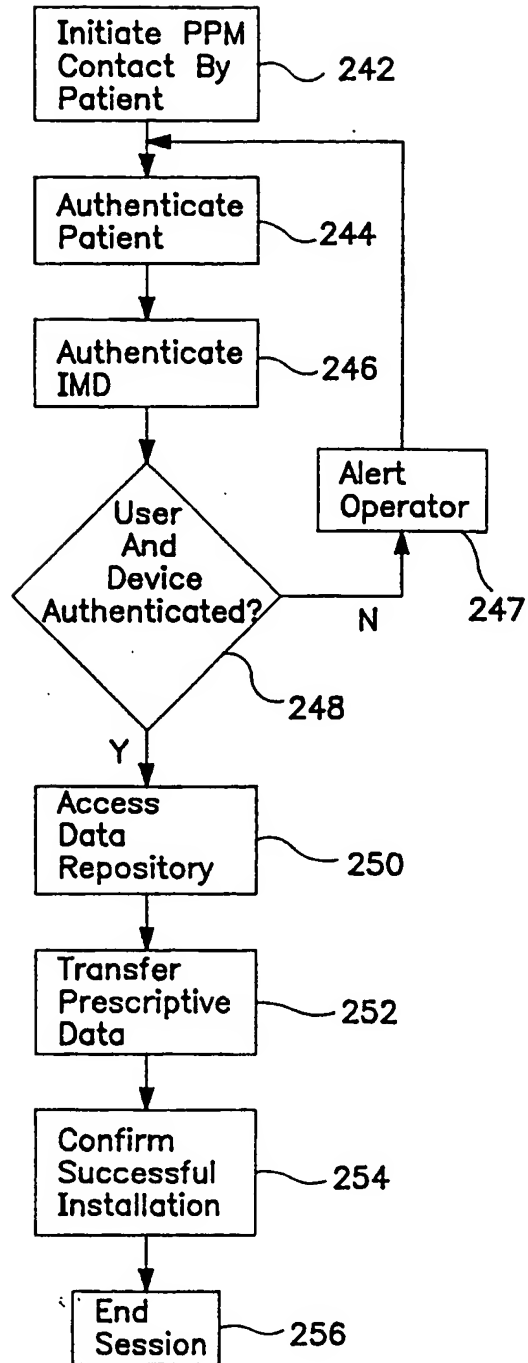 Initiate PPM
Contact By
Patient
242
Authenticate
Patient
244
Authenticate
IMD
246
Alert
Operator
247
User
And
Device
Authenticated?
N
248
Y
Access
Data
Repository
250
Transfer
Prescriptive
Data
252
Confirm
Successful
Installation
254
End
Session
256